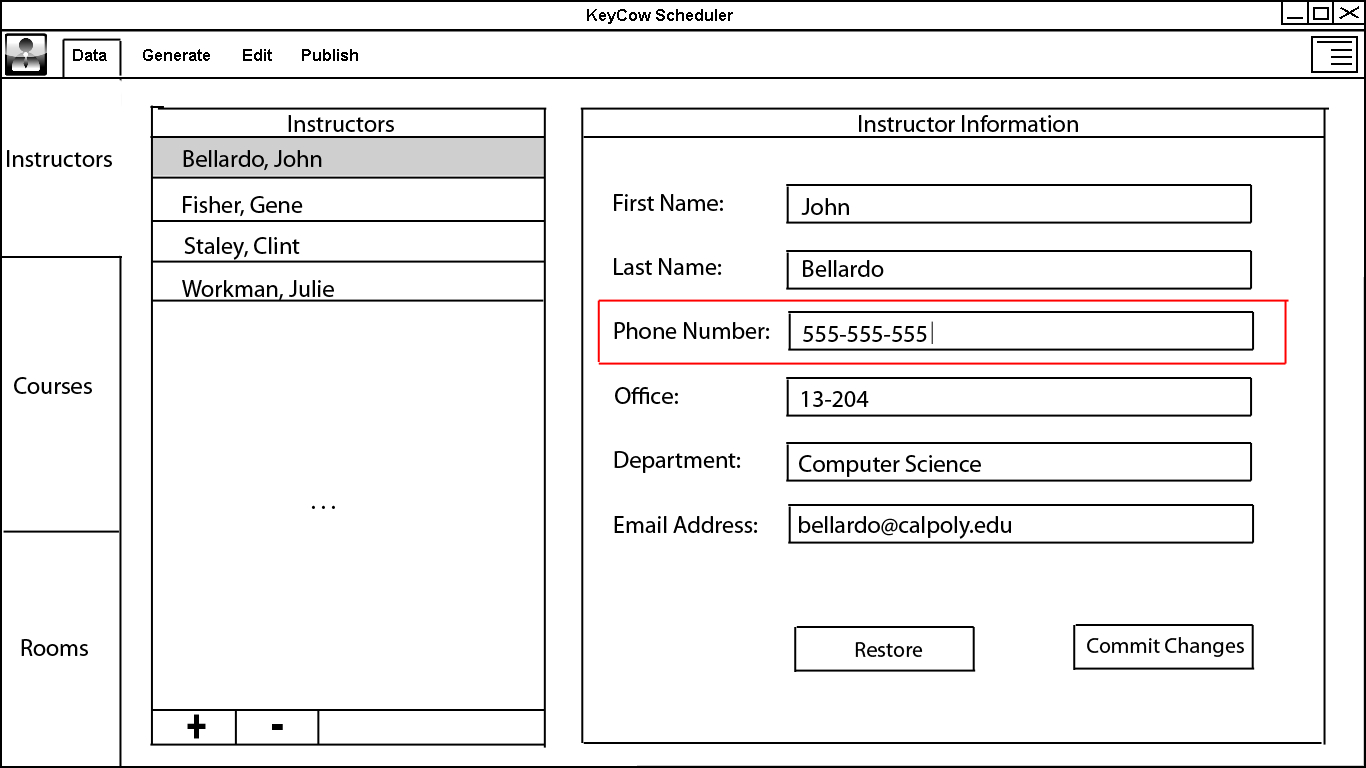 KeyCow Scheduler
Data Generate Edit Publish
Instructors
Courses
Rooms
Instructors
Bellardo, John
Fisher, Gene
Staley, Clint
Workman, Julie
...
+ -
Instructor Information
First Name: John
Last Name: Bellardo
Phone Number: 555-555-555
Office: 13-204
Department: Computer Science
Email Address: bellardo@calpoly.edu
Restore Commit Changes